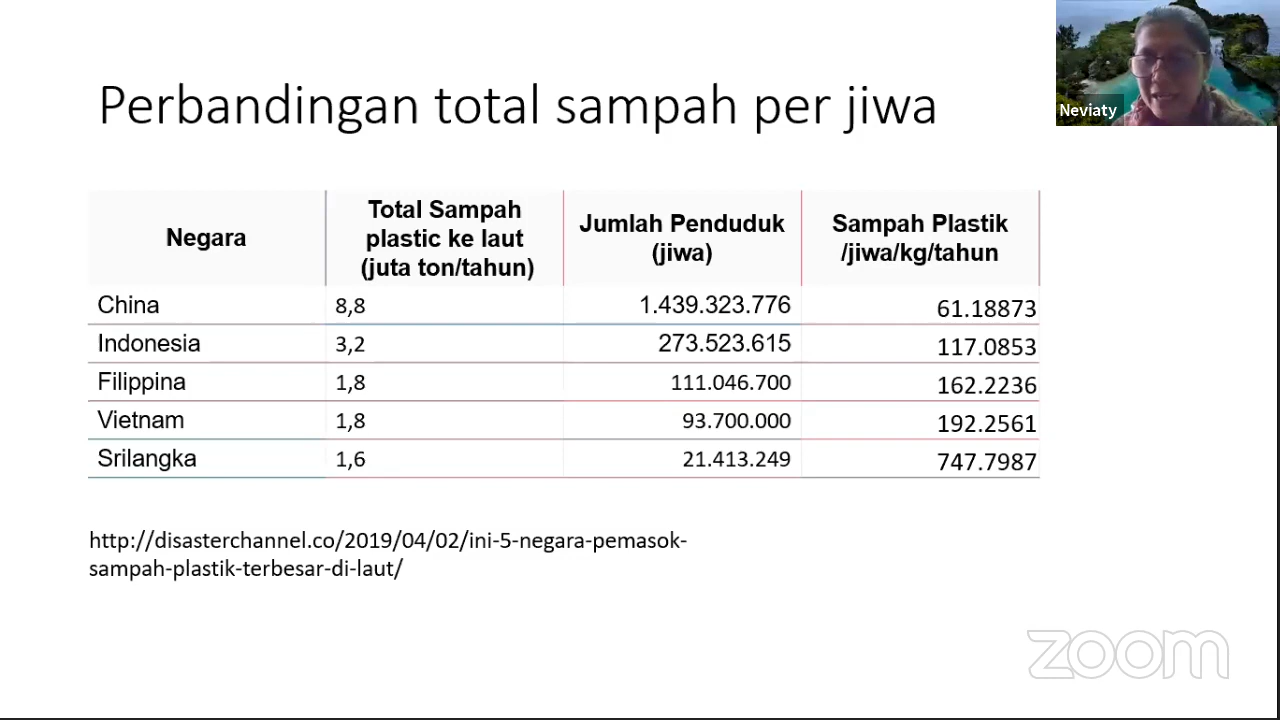 Neviaty
Perbandingan total sampah per jiwa
Negara
Total Sampah
plastic ke laut
(juta ton/tahun)
Jumlah Penduduk
(jiwa)
Sampah Plastik
/jiwa/kg/tahun
China 8,8 1.439.323.776 61.18873
Indonesia 3,2 273.523.615 117.0853
Filippina 1,8 111.046.700 162.2236
Vietnam 1,8 93.700.000 192.2561
Srilangka 1,6 21.413.249 747.7987
http://disasterchannel.co/2019/04/02/ini-5-negara-pemasok-
sampah-plastik-terbesar-di-laut/
zoom